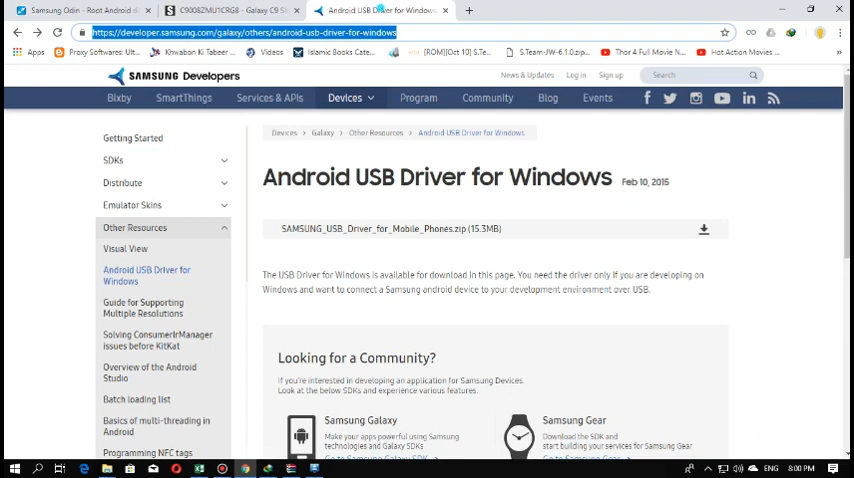 Samsung Odin - Root Android d
C9008ZMU1CRG8 - Galaxy C9 S
Android USB Driver for Windows
https://developer.samsung.com/galaxy/others/android-usb-driver-for-windows
Apps
Proxy Softwares: Ult
Khwabon Ki Tabeer
Videos
Islamic Books Cate
[ROM][Oct 10] S.Te
S.Team-JW-6.1.0.zip
Thor 4 Full Movie N
Hot Action Movies
SAMSUNG Developers
News & Updates
Log in
Sign up
Search
Bixby
SmartThings
Services & APIs
Devices
Program
Community
Blog
Events
Getting Started
SDKs
Distribute
Emulator Skins
Other Resources
Visual View
Android USB Driver for
Windows
Guide for Supporting
Multiple Resolutions
Solving ConsumerIrManager
issues before KitKat
Overview of the Android
Studio
Batch loading list
Basics of multi-threading in
Android
Programming NFC tags
Devices > Galaxy > Other Resources > Android USB Driver for Windows
Android USB Driver for Windows Feb 10, 2015
SAMSUNG_USB_Driver_for_Mobile_Phones.zip (15.3MB)
The USB Driver for Windows is available for download in this page. You need the driver only if you are developing on
Windows and want to connect a Samsung android device to your development environment over USB.
Looking for a Community?
If you're interested in developing an application for Samsung Devices.
Look at the below SDKs and experience various features.
Samsung Galaxy
Make your apps powerful using Samsung
technologies and Galaxy SDKs
Go to Samsung Galaxy SDK
Samsung Gear
Download the SDK and
start building your services for Samsung Gear
Go to Samsung Gear
ENG
8:00 PM